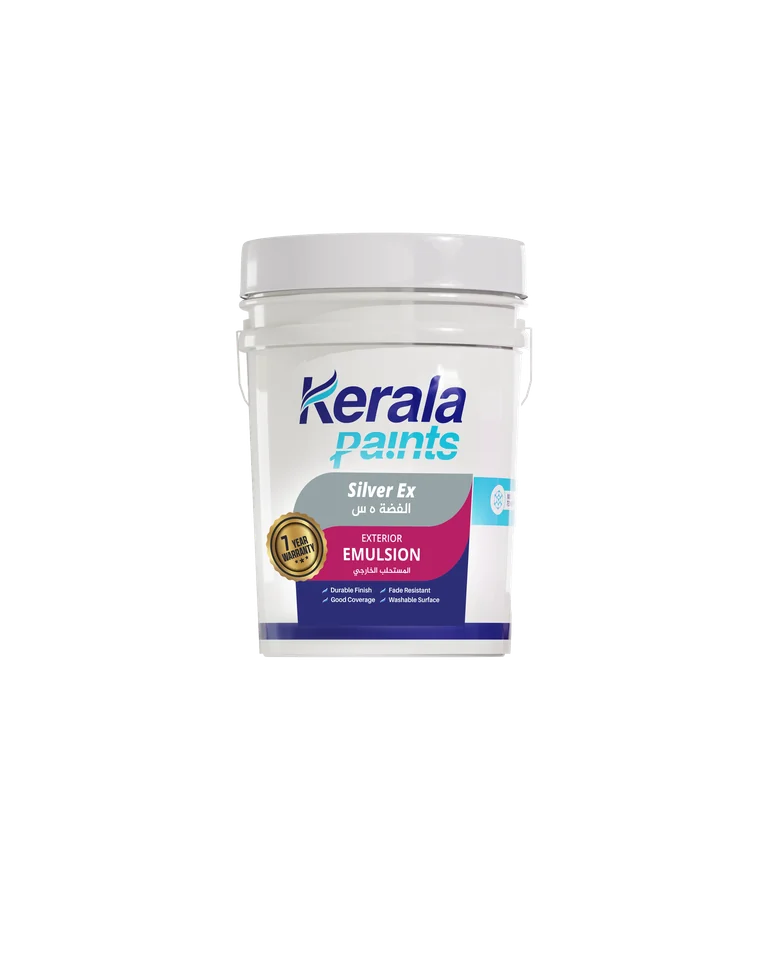 Kerala
paints
Silver Ex
الفضة ه س
7 YEAR
WARRANTY
EXTERIOR
EMULSION
المستحلب الخارجي
Durable Finish
Fade Resistant
Good Coverage
Washable Surface